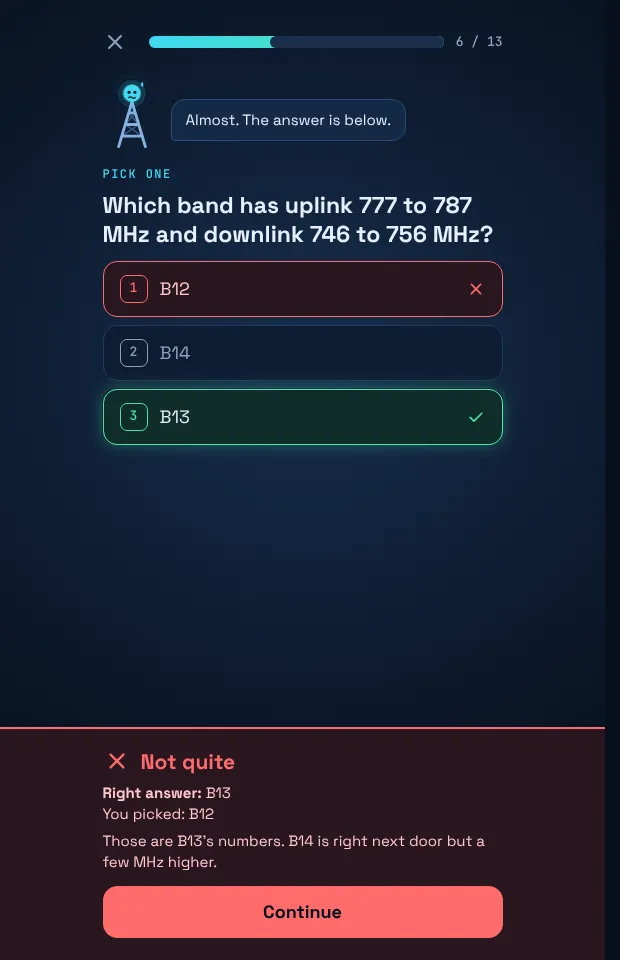 6 / 13
Almost. The answer is below.
PICK ONE
Which band has uplink 777 to 787
MHz and downlink 746 to 756 MHz?
1 B12
2 B14
3 B13
Not quite
Right answer: B13
You picked: B12
Those are B13’s numbers. B14 is right next door but a
few MHz higher.
Continue